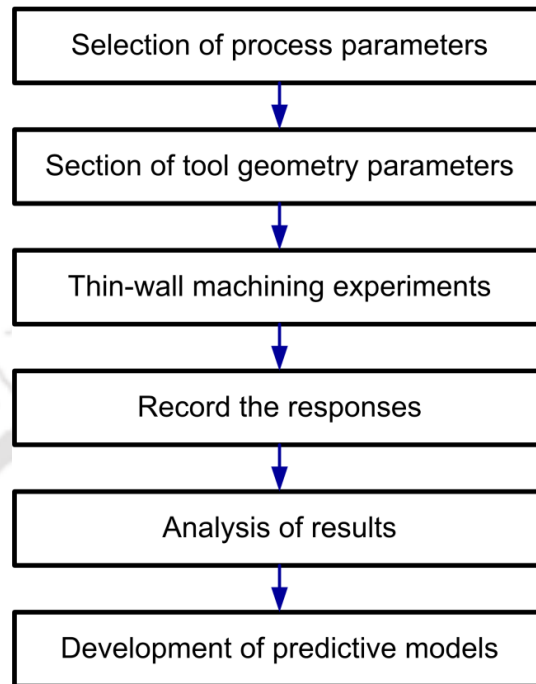 Selection of process parameters
Section of tool geometry parameters
Thin-wall machining experiments
Record the responses
Analysis of results
Development of predictive models